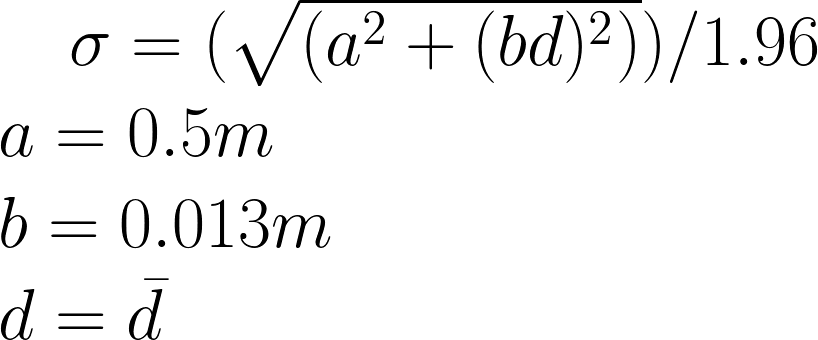 σ = (√(a² + (bd)²))/1.96
a = 0.5m
b = 0.013m
d = d̄